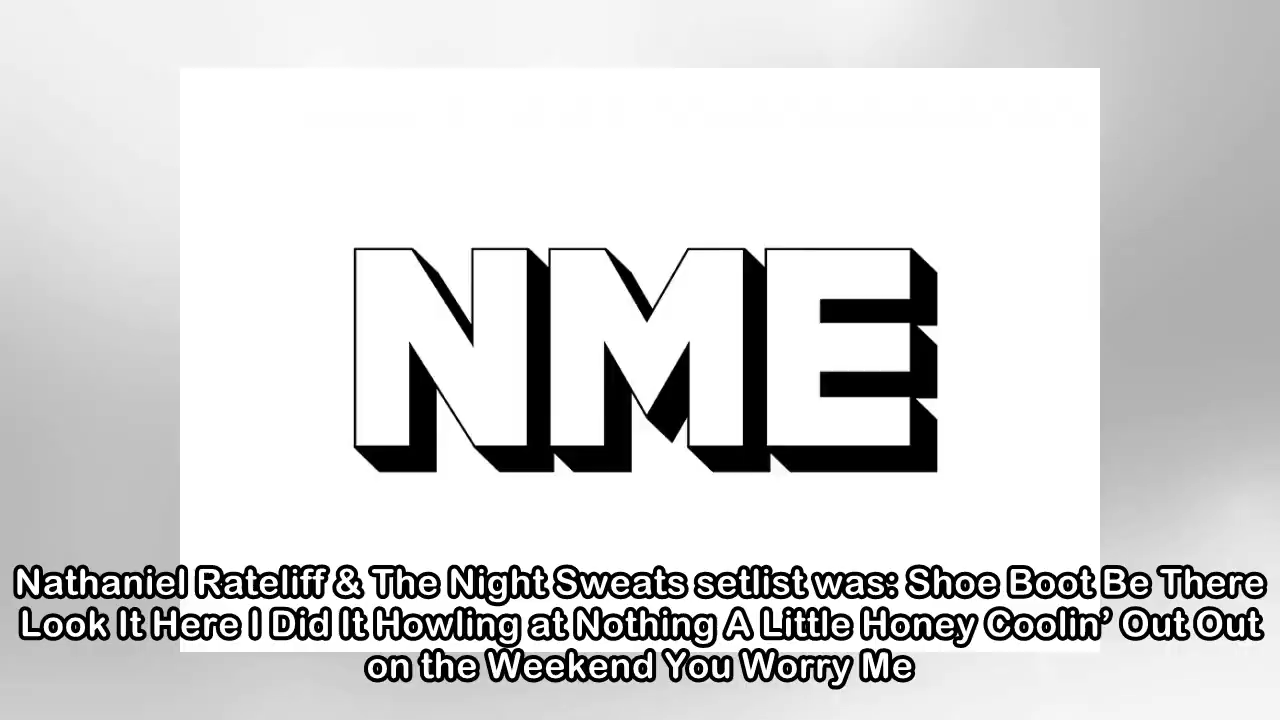 NME
Nathaniel Rateliff & The Night Sweats setlist was: Shoe Boot Be There
Look It Here I Did It Howling at Nothing A Little Honey Coolin’ Out Out
on the Weekend You Worry Me